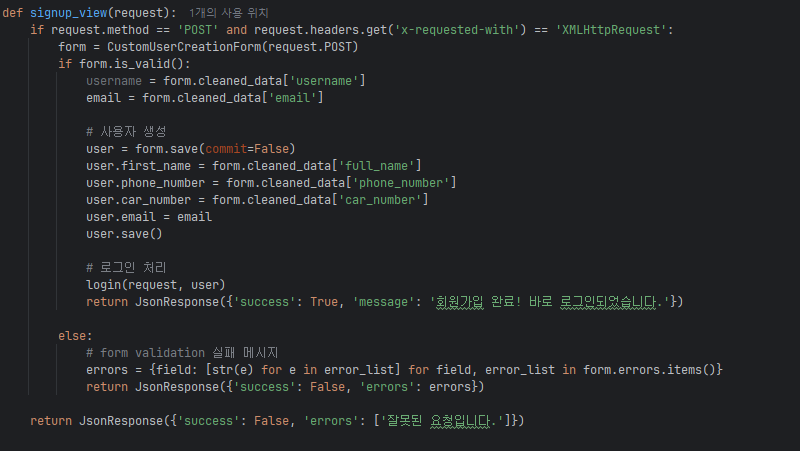 def signup_view(request):  1개의 사용 위치
    if request.method == 'POST' and request.headers.get('x-requested-with') == 'XMLHttpRequest':
        form = CustomUserCreationForm(request.POST)
        if form.is_valid():
            username = form.cleaned_data['username']
            email = form.cleaned_data['email']
            # 사용자 생성
            user = form.save(commit=False)
            user.first_name = form.cleaned_data['full_name']
            user.phone_number = form.cleaned_data['phone_number']
            user.car_number = form.cleaned_data['car_number']
            user.email = email
            user.save()
            # 로그인 처리
            login(request, user)
            return JsonResponse({'success': True, 'message': '회원가입 완료! 바로 로그인되었습니다.'})
        else:
            # form validation 실패 메시지
            errors = {field: [str(e) for e in error_list] for field, error_list in form.errors.items()}
            return JsonResponse({'success': False, 'errors': errors})
    return JsonResponse({'success': False, 'errors': ['잘못된 요청입니다.']})